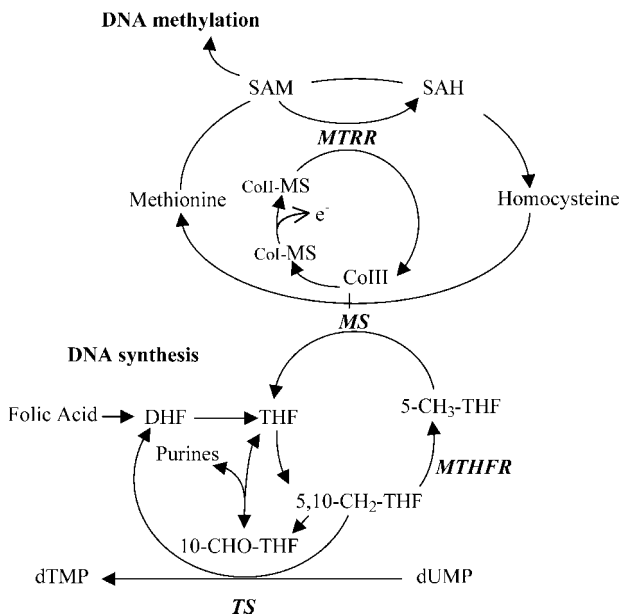 DNA methylation
SAM
SAH
MTRR
CoII-MS
Methionine
e⁻
Homocysteine
CoI-MS
CoIII
MS
DNA synthesis
5-CH₃-THF
Folic Acid
DHF
THF
Purines
MTHFR
5,10-CH₂-THF
10-CHO-THF
dTMP
dUMP
TS